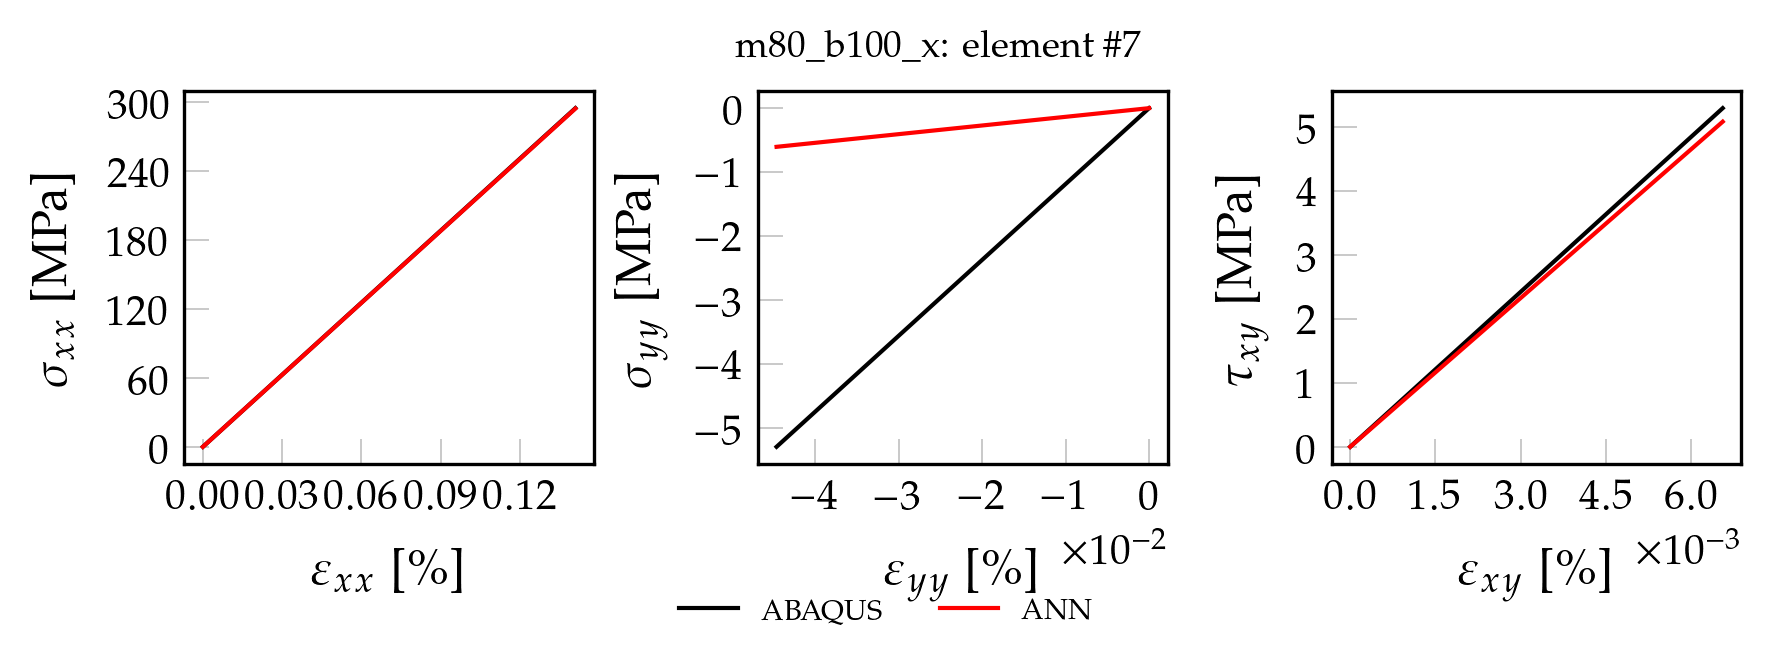 m80_b100_x: element #7
σxx [MPa]
300
240
180
120
60
0
0.00 0.03 0.06 0.09 0.12
εxx [%]
σyy [MPa]
0
−1
−2
−3
−4
−5
−4 −3 −2 −1 0
×10⁻²
εyy [%]
τxy [MPa]
5
4
3
2
1
0
0.0 1.5 3.0 4.5 6.0
×10⁻³
εxy [%]
ABAQUS ANN